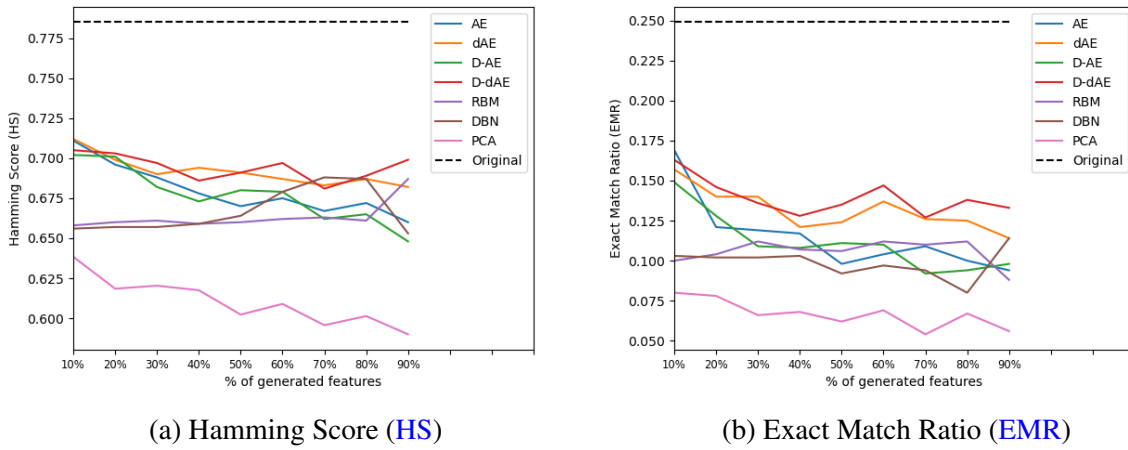 0.775
0.750
0.725
0.700
0.675
0.650
0.625
0.600
Hamming Score (HS)
10% 20% 30% 40% 50% 60% 70% 80% 90%
% of generated features
AE
dAE
D-AE
D-dAE
RBM
DBN
PCA
Original
(a) Hamming Score (HS)
0.250
0.225
0.200
0.175
0.150
0.125
0.100
0.075
0.050
Exact Match Ratio (EMR)
10% 20% 30% 40% 50% 60% 70% 80% 90%
% of generated features
AE
dAE
D-AE
D-dAE
RBM
DBN
PCA
Original
(b) Exact Match Ratio (EMR)